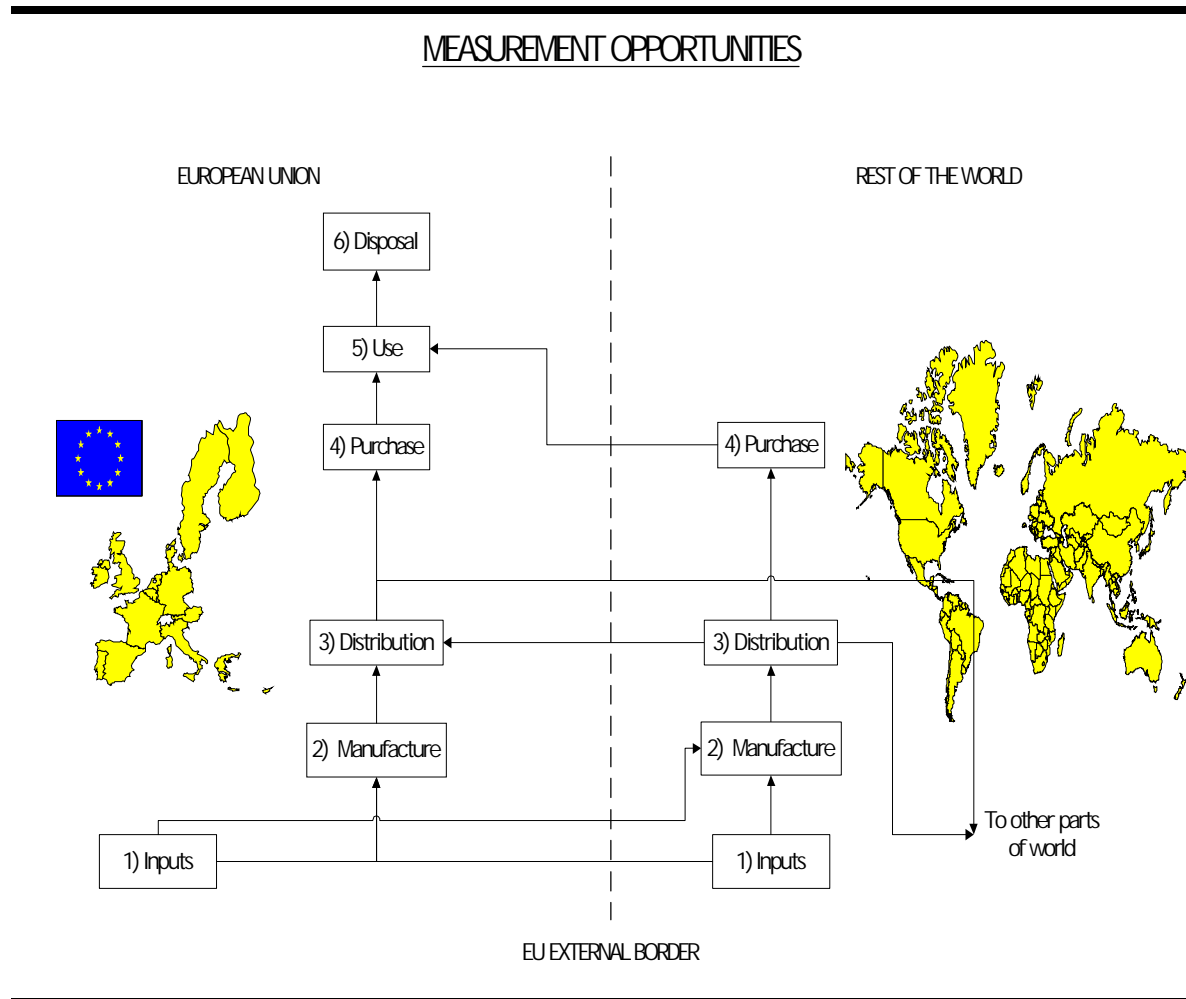 MEASUREMENT OPPORTUNITIES
EUROPEAN UNION
REST OF THE WORLD
6) Disposal
5) Use
4) Purchase
4) Purchase
3) Distribution
3) Distribution
2) Manufacture
2) Manufacture
To other parts
of world
1) Inputs
1) Inputs
EU EXTERNAL BORDER